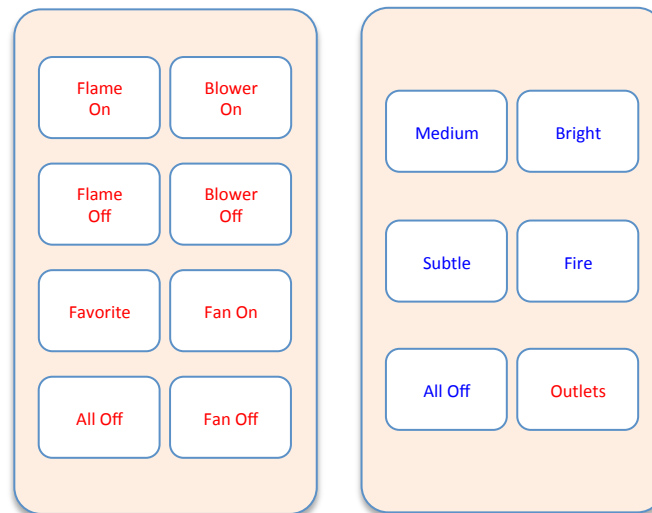 Flame
On
Blower
On
Flame
Off
Blower
Off
Favorite
Fan On
All Off
Fan Off
Medium
Bright
Subtle
Fire
All Off
Outlets